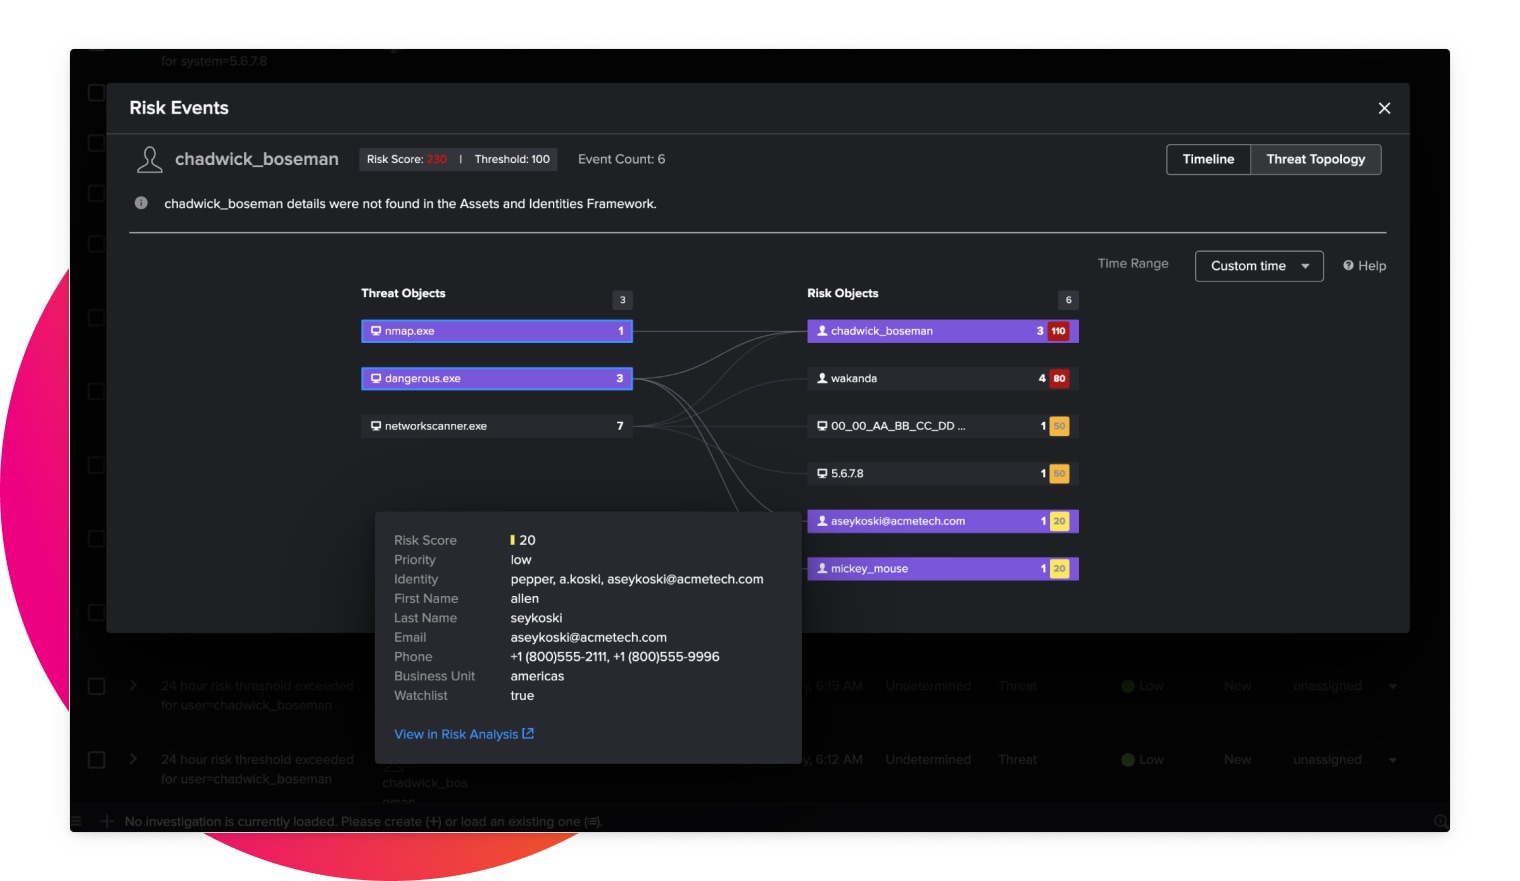 for system=5.6.7.8
Risk Events
chadwick_boseman Risk Score: 230 | Threshold: 100 Event Count: 6 Timeline Threat Topology
chadwick_boseman details were not found in the Assets and Identities Framework.
Time Range Custom time Help
Threat Objects 3 Risk Objects 6
nmap.exe 1 chadwick_boseman 3 110
dangerous.exe 3 wakanda 4 80
networkscanner.exe 7 00_00_AA_BB_CC_DD ... 1 50
5.6.7.8 1 50
aseykoski@acmetech.com 1 20
mickey_mouse 1 20
Risk Score 20
Priority low
Identity pepper, a.koski, aseykoski@acmetech.com
First Name allen
Last Name seykoski
Email aseykoski@acmetech.com
Phone +1 (800)555-2111, +1 (800)555-9996
Business Unit americas
Watchlist true
View in Risk Analysis
24 hour risk threshold exceeded 6:15 AM Undetermined Threat Low New unassigned
for user=chadwick_boseman
24 hour risk threshold exceeded 6:12 AM Undetermined Threat Low New unassigned
for user=chadwick_boseman chadwick_bos
No investigation is currently loaded. Please create (+) or load an existing one (≡).